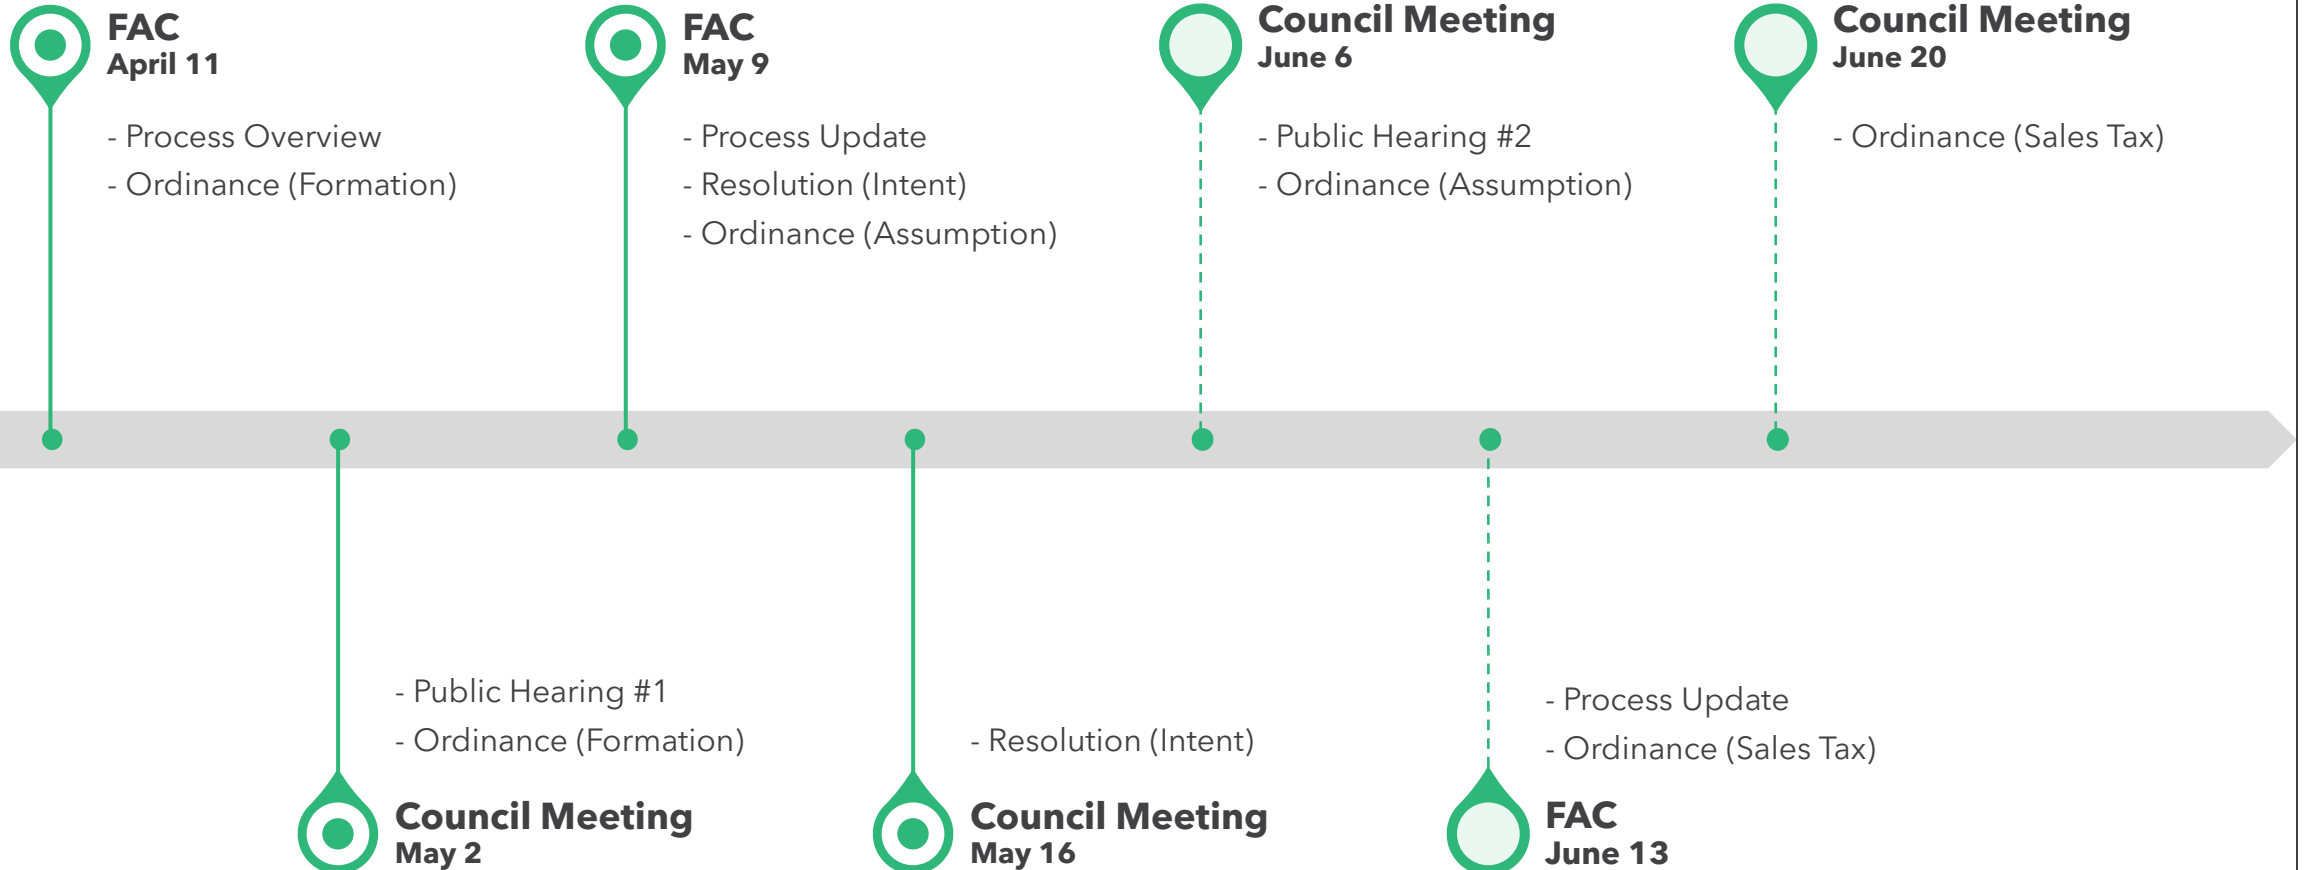 FAC
April 11
- Process Overview
- Ordinance (Formation)
FAC
May 9
- Process Update
- Resolution (Intent)
- Ordinance (Assumption)
Council Meeting
June 6
- Public Hearing #2
- Ordinance (Assumption)
Council Meeting
June 20
- Ordinance (Sales Tax)
- Public Hearing #1
- Ordinance (Formation)
Council Meeting
May 2
- Resolution (Intent)
Council Meeting
May 16
- Process Update
- Ordinance (Sales Tax)
FAC
June 13